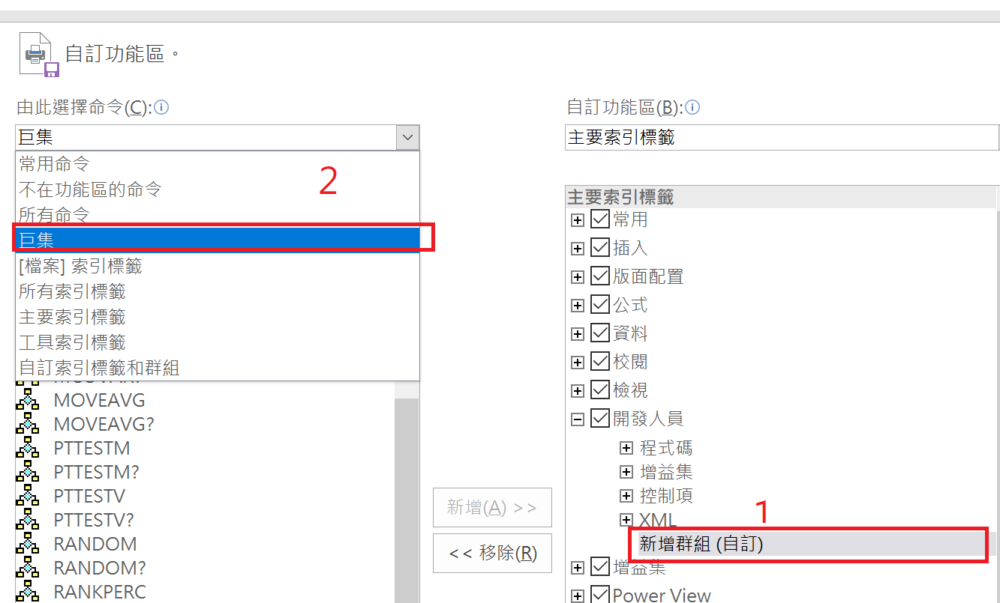 自訂功能區。
由此選擇命令(C):
巨集
常用命令
不在功能區的命令
2
所有命令
巨集
[檔案] 索引標籤
所有索引標籤
主要索引標籤
工具索引標籤
自訂索引標籤和群組
MOVEAVG
MOVEAVG?
PTTESTM
PTTESTM?
PTTESTV
PTTESTV?
RANDOM
RANDOM?
RANKPERC
新增(A) >>
<< 移除(R)
自訂功能區(B):
主要索引標籤
主要索引標籤
常用
插入
版面配置
公式
資料
校閱
檢視
開發人員
程式碼
增益集
控制項
1
XML
新增群組 (自訂)
增益集
Power View